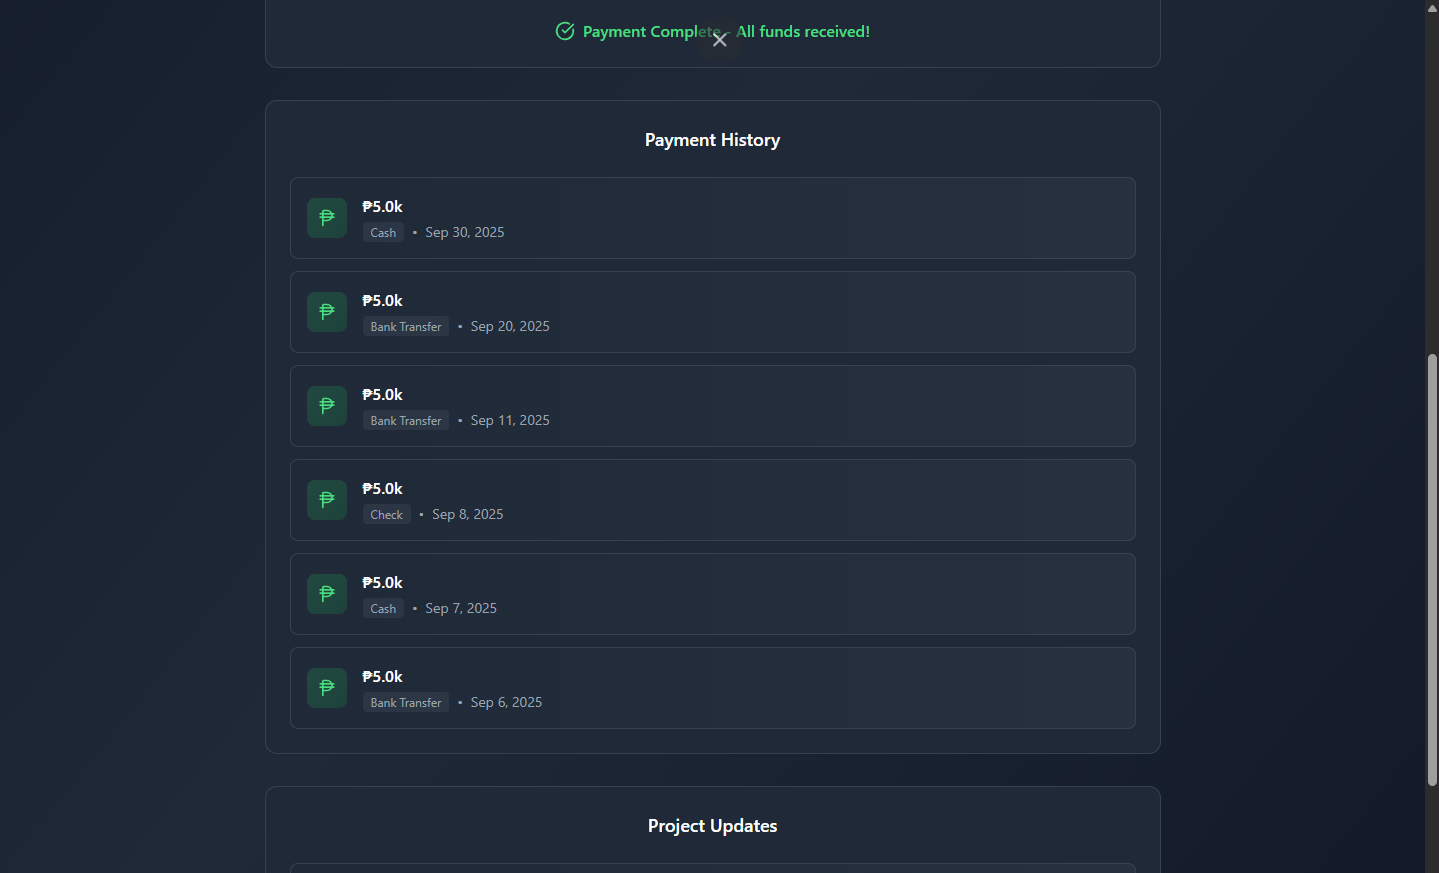 Payment Complete - All funds received!
Payment History
₱5.0k
Cash • Sep 30, 2025
₱5.0k
Bank Transfer • Sep 20, 2025
₱5.0k
Bank Transfer • Sep 11, 2025
₱5.0k
Check • Sep 8, 2025
₱5.0k
Cash • Sep 7, 2025
₱5.0k
Bank Transfer • Sep 6, 2025
Project Updates